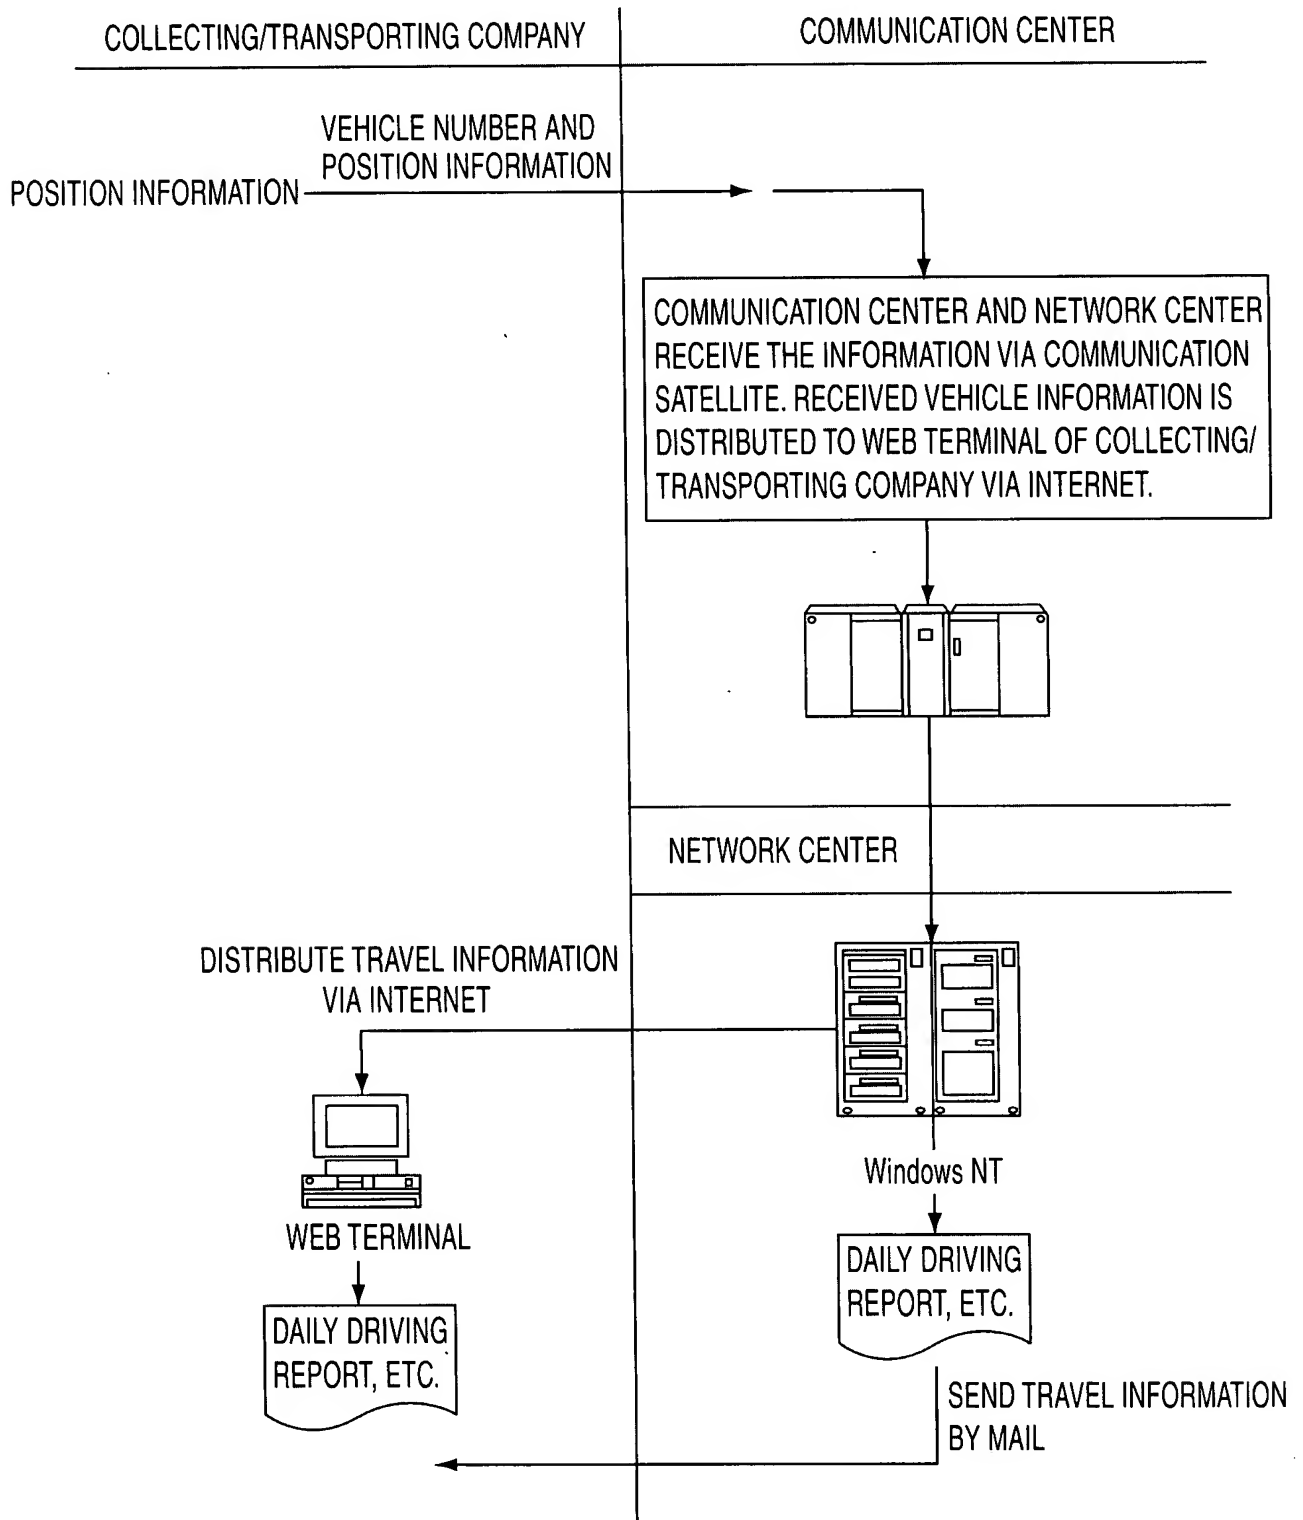 COLLECTING/TRANSPORTING COMPANY
COMMUNICATION CENTER
VEHICLE NUMBER AND
POSITION INFORMATION
POSITION INFORMATION
COMMUNICATION CENTER AND NETWORK CENTER
RECEIVE THE INFORMATION VIA COMMUNICATION
SATELLITE. RECEIVED VEHICLE INFORMATION IS
DISTRIBUTED TO WEB TERMINAL OF COLLECTING/
TRANSPORTING COMPANY VIA INTERNET.
NETWORK CENTER
DISTRIBUTE TRAVEL INFORMATION
VIA INTERNET
Windows NT
WEB TERMINAL
DAILY DRIVING
REPORT, ETC.
DAILY DRIVING
REPORT, ETC.
SEND TRAVEL INFORMATION
BY MAIL